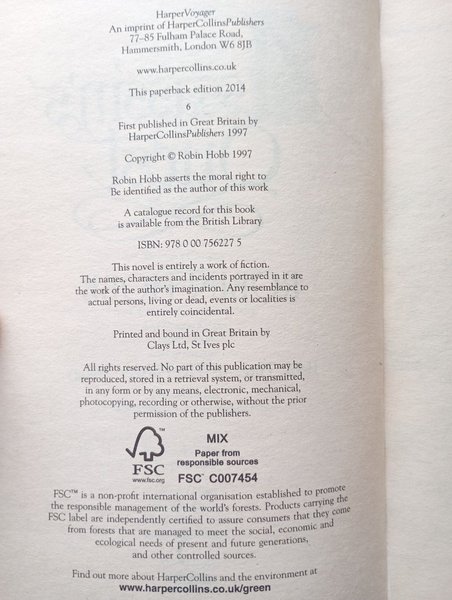 HarperVoyager
An imprint of HarperCollinsPublishers
77–85 Fulham Palace Road,
Hammersmith, London W6 8JB
www.harpercollins.co.uk
This paperback edition 2014
6
First published in Great Britain by
HarperCollinsPublishers 1997
Copyright © Robin Hobb 1997
Robin Hobb asserts the moral right to
Be identified as the author of this work
A catalogue record for this book
is available from the British Library
ISBN: 978 0 00 756227 5
This novel is entirely a work of fiction.
The names, characters and incidents portrayed in it are
the work of the author's imagination. Any resemblance to
actual persons, living or dead, events or localities is
entirely coincidental.
Printed and bound in Great Britain by
Clays Ltd, St Ives plc
All rights reserved. No part of this publication may be
reproduced, stored in a retrieval system, or transmitted,
in any form or by any means, electronic, mechanical,
photocopying, recording or otherwise, without the prior
permission of the publishers.
FSC
www.fsc.org
MIX
Paper from
responsible sources
FSC® C007454
FSC™ is a non-profit international organisation established to promote
the responsible management of the world's forests. Products carrying the
FSC label are independently certified to assure consumers that they come
from forests that are managed to meet the social, economic and
ecological needs of present and future generations,
and other controlled sources.
Find out more about HarperCollins and the environment at
www.harpercollins.co.uk/green